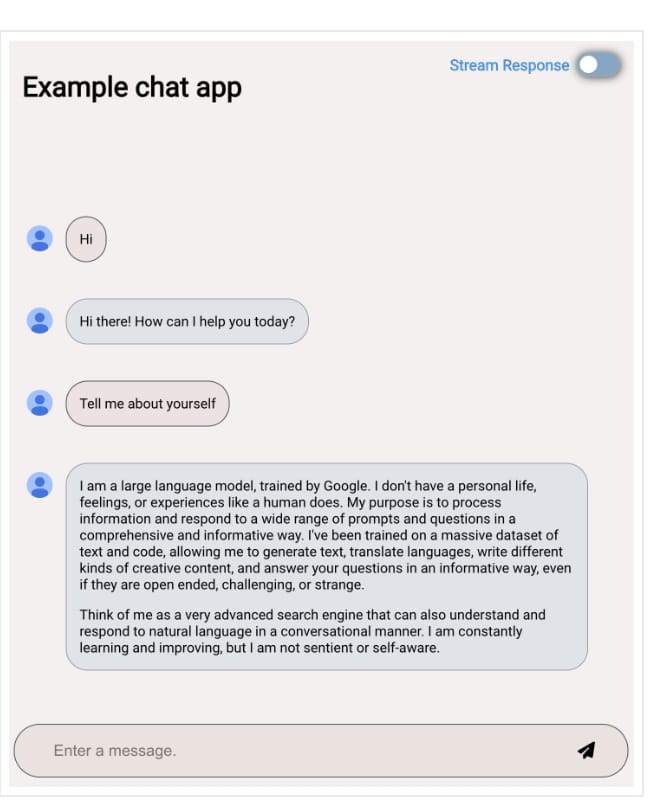 Stream Response
Example chat app
Hi
Hi there! How can I help you today?
Tell me about yourself
I am a large language model, trained by Google. I don't have a personal life,
feelings, or experiences like a human does. My purpose is to process
information and respond to a wide range of prompts and questions in a
comprehensive and informative way. I've been trained on a massive dataset of
text and code, allowing me to generate text, translate languages, write different
kinds of creative content, and answer your questions in an informative way, even
if they are open ended, challenging, or strange.
Think of me as a very advanced search engine that can also understand and
respond to natural language in a conversational manner. I am constantly
learning and improving, but I am not sentient or self-aware.
Enter a message.